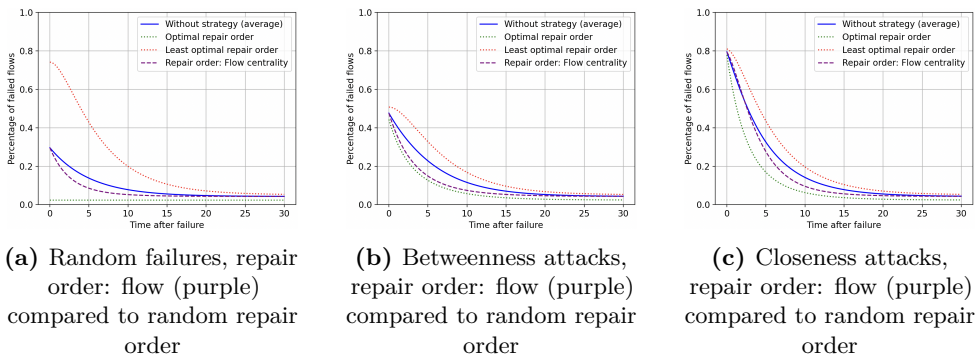 1.0
0.8
0.6
0.4
0.2
0.0
Percentage of failed flows
Without strategy (average)
Optimal repair order
Least optimal repair order
Repair order: Flow centrality
0 5 10 15 20 25 30
Time after failure
(a) Random failures, repair
order: flow (purple)
compared to random repair
order
1.0
0.8
0.6
0.4
0.2
0.0
Percentage of failed flows
Without strategy (average)
Optimal repair order
Least optimal repair order
Repair order: Flow centrality
0 5 10 15 20 25 30
Time after failure
(b) Betweenness attacks,
repair order: flow (purple)
compared to random repair
order
1.0
0.8
0.6
0.4
0.2
0.0
Percentage of failed flows
Without strategy (average)
Optimal repair order
Least optimal repair order
Repair order: Flow centrality
0 5 10 15 20 25 30
Time after failure
(c) Closeness attacks,
repair order: flow (purple)
compared to random repair
order